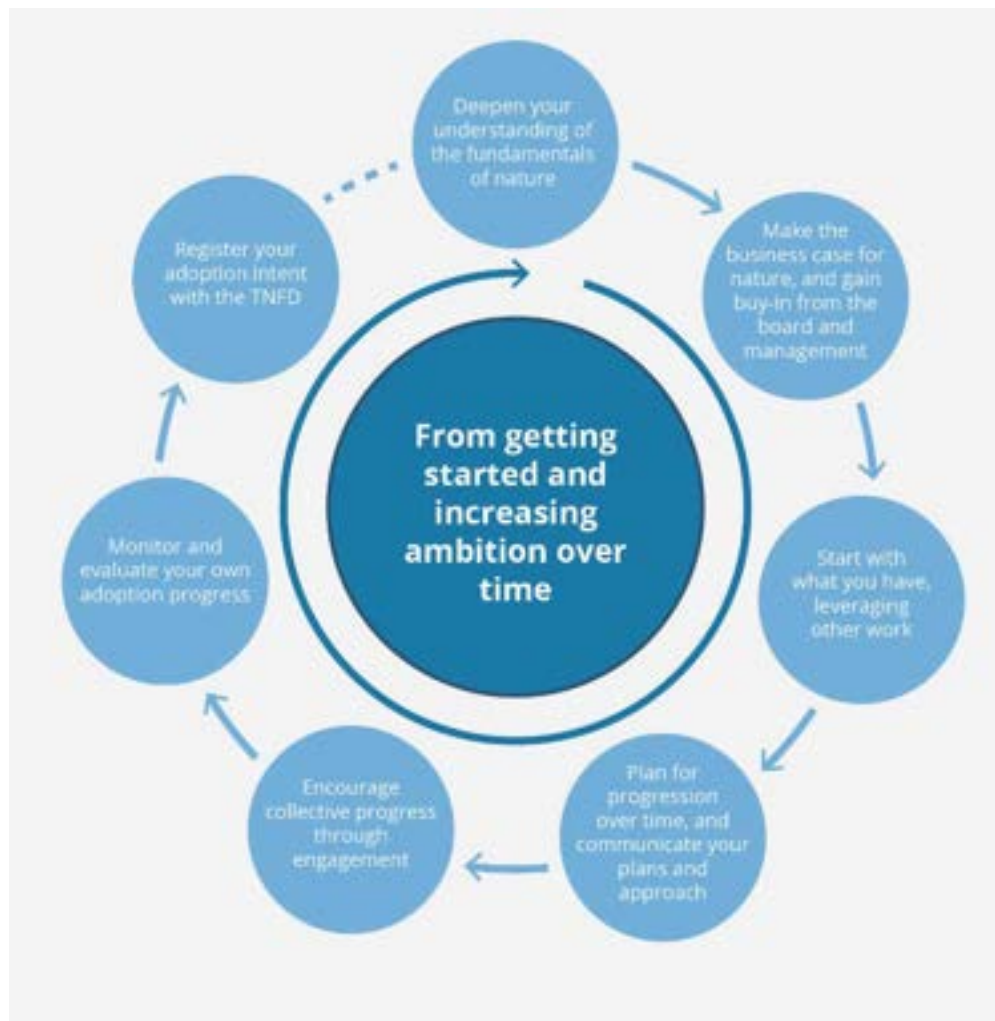 Deepen your
understanding of
the fundamentals
of nature
Make the
business case for
nature, and gain
buy-in from the
board and
management
Start with
what you have,
leveraging
other work
Plan for
progression
over time, and
communicate your
plans and
approach
Encourage
collective progress
through
engagement
Monitor and
evaluate your own
adoption progress
Register your
adoption intent
with the TNFD
From getting
started and
increasing
ambition over
time